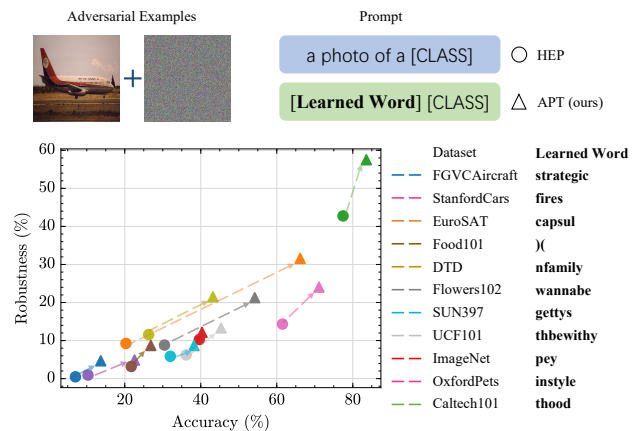 Adversarial Examples
Prompt
+
a photo of a [CLASS]
HEP
[Learned Word] [CLASS]
APT (ours)
Robustness (%)
60
50
40
30
20
10
0
20
40
60
80
Accuracy (%)
Dataset Learned Word
FGVCAircraft strategic
StanfordCars fires
EuroSAT capsul
Food101 )(
DTD nfamily
Flowers102 wannabe
SUN397 gettys
UCF101 thbewithy
ImageNet pey
OxfordPets instyle
Caltech101 thood